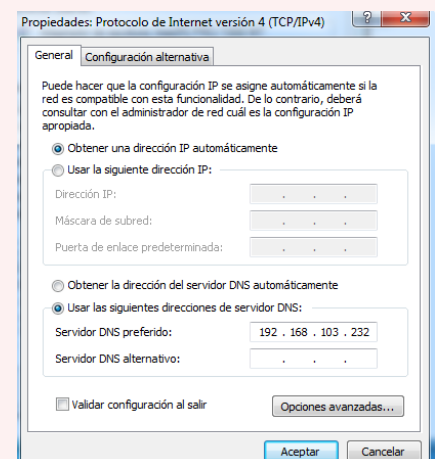 Propiedades: Protocolo de Internet versión 4 (TCP/IPv4)
General
Configuración alternativa
Puede hacer que la configuración IP se asigne automáticamente si la
red es compatible con esta funcionalidad. De lo contrario, deberá
consultar con el administrador de red cuál es la configuración IP
apropiada.
Obtener una dirección IP automáticamente
Usar la siguiente dirección IP:
Dirección IP:
Máscara de subred:
Puerta de enlace predeterminada:
Obtener la dirección del servidor DNS automáticamente
Usar las siguientes direcciones de servidor DNS:
Servidor DNS preferido: 192 . 168 . 103 . 232
Servidor DNS alternativo:
Validar configuración al salir
Opciones avanzadas...
Aceptar
Cancelar